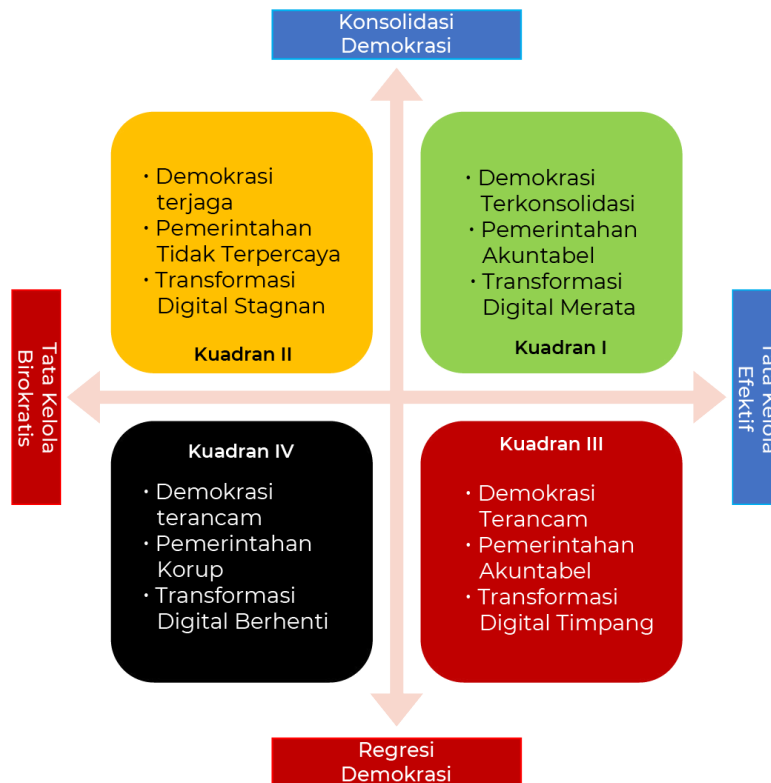 Konsolidasi
Demokrasi
• Demokrasi
terjaga
• Pemerintahan
Tidak Terpercaya
• Transformasi
Digital Stagnan
Kuadran II
• Demokrasi
Terkonsolidasi
• Pemerintahan
Akuntabel
• Transformasi
Digital Merata
Kuadran I
Tata Kelola
Birokratis
Tata Kelola
Efektif
Kuadran IV
• Demokrasi
terancam
• Pemerintahan
Korup
• Transformasi
Digital Berhenti
Kuadran III
• Demokrasi
Terancam
• Pemerintahan
Akuntabel
• Transformasi
Digital Timpang
Regresi
Demokrasi